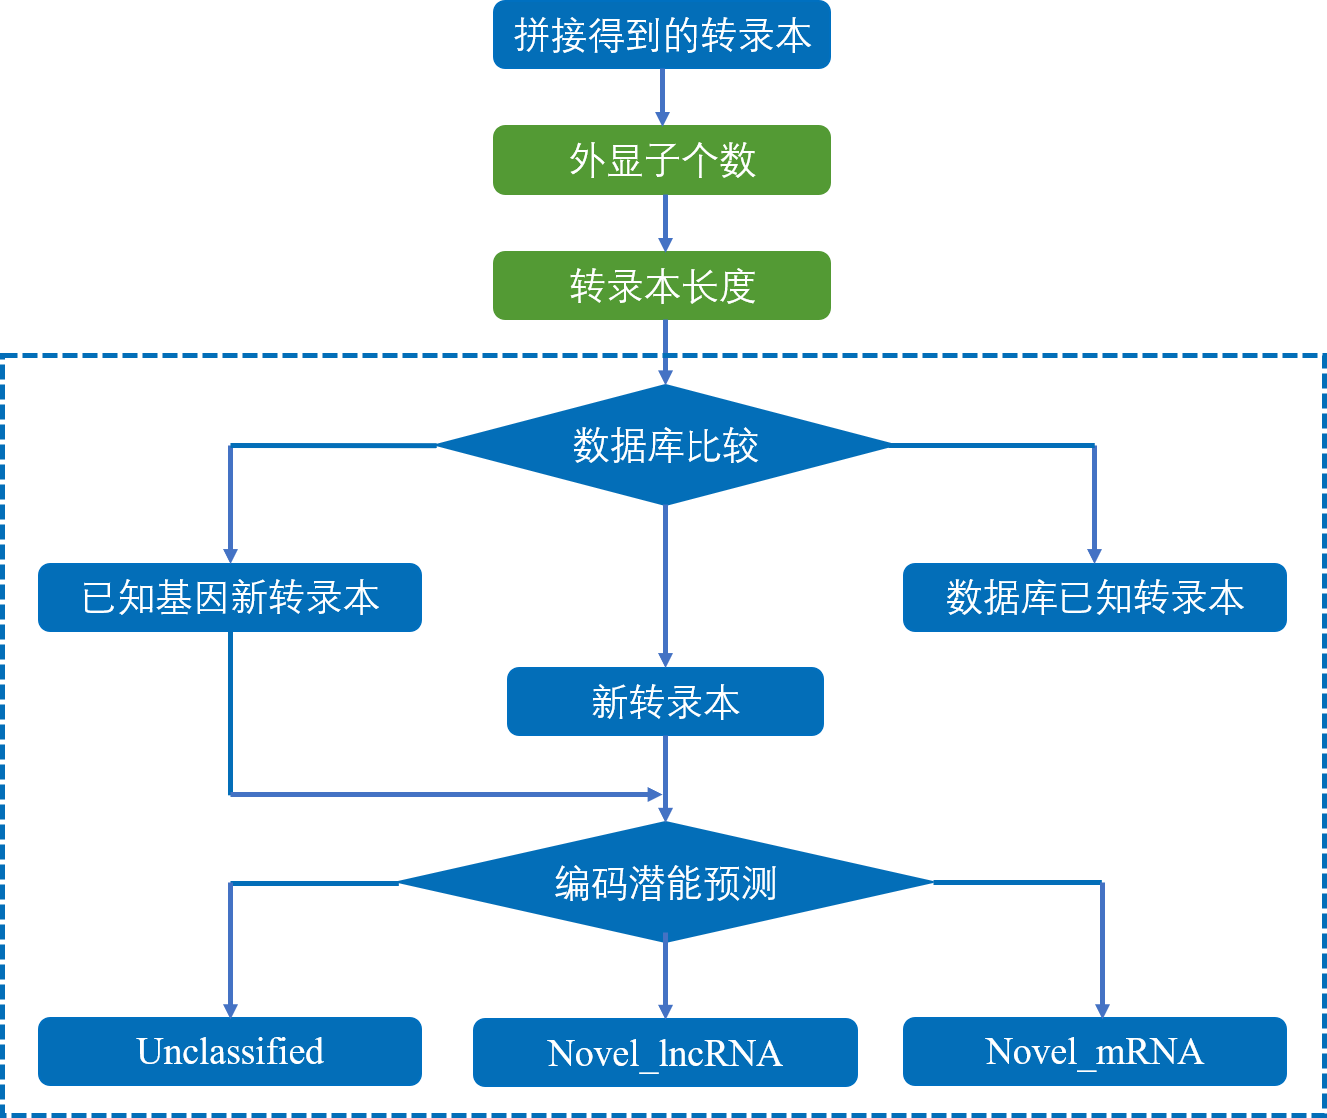 拼接得到的转录本
外显子个数
转录本长度
数据库比较
已知基因新转录本
数据库已知转录本
新转录本
编码潜能预测
Unclassified
Novel_lncRNA
Novel_mRNA